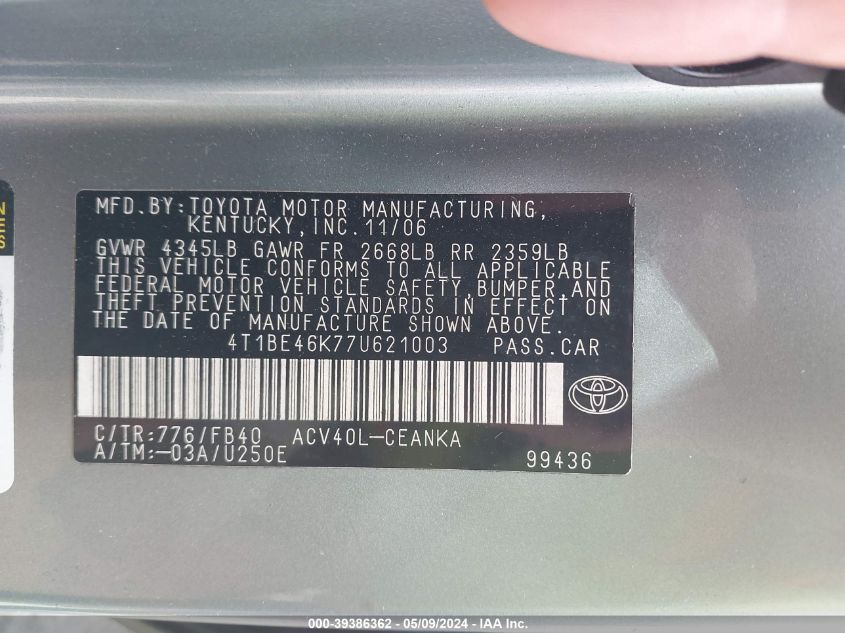 MFD.BY:TOYOTA MOTOR MANUFACTURING,
KENTUCKY,INC.11/06
GVWR 4345LB GAWR FR 2668LB RR 2359LB
THIS VEHICLE CONFORMS TO ALL APPLICABLE
FEDERAL MOTOR VEHICLE SAFETY,BUMPER,AND
THEFT PREVENTION STANDARDS IN EFFECT ON
THE DATE OF MANUFACTURE SHOWN ABOVE.
4T1BE46K77U621003 PASS.CAR
C/TR:776/FB40 ACV40L-CEANKA
A/TM:-03A/U250E 99436
000-39386362 - 05/09/2024 - IAA Inc.